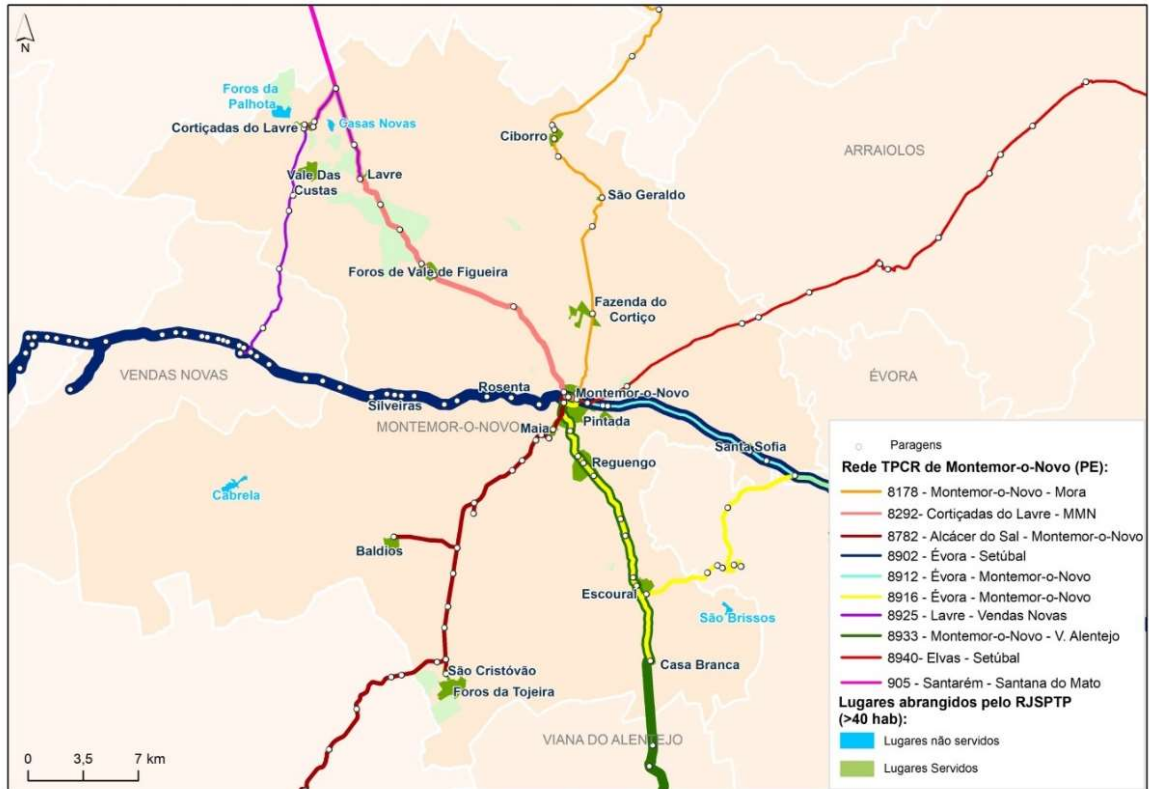 N
Foros da
Palhota
Cortiçadas do Lavre
Casas Novas
Ciborro
ARRAIOLOS
Vale Das
Custas
Lavre
São Geraldo
Foros de Vale de Figueira
Fazenda do
Cortiço
VENDAS NOVAS
ÉVORA
Rosenta
Montemor-o-Novo
Silveiras
Pintada
MONTEMOR-O-NOVO
Maia
Santa Sofia
Reguengo
Cabrela
Baldios
Escoural
São Brissos
São Cristóvão
Casa Branca
Foros da Tojeira
VIANA DO ALENTEJO
0 3,5 7 km
Paragens
Rede TPCR de Montemor-o-Novo (PE):
8178 - Montemor-o-Novo - Mora
8292- Cortiçadas do Lavre - MMN
8782 - Alcácer do Sal - Montemor-o-Novo
8902 - Évora - Setúbal
8912 - Évora - Montemor-o-Novo
8916 - Évora - Montemor-o-Novo
8925 - Lavre - Vendas Novas
8933 - Montemor-o-Novo - V. Alentejo
8940- Elvas - Setúbal
905 - Santarém - Santana do Mato
Lugares abrangidos pelo RJSPTP
(>40 hab):
Lugares não servidos
Lugares Servidos